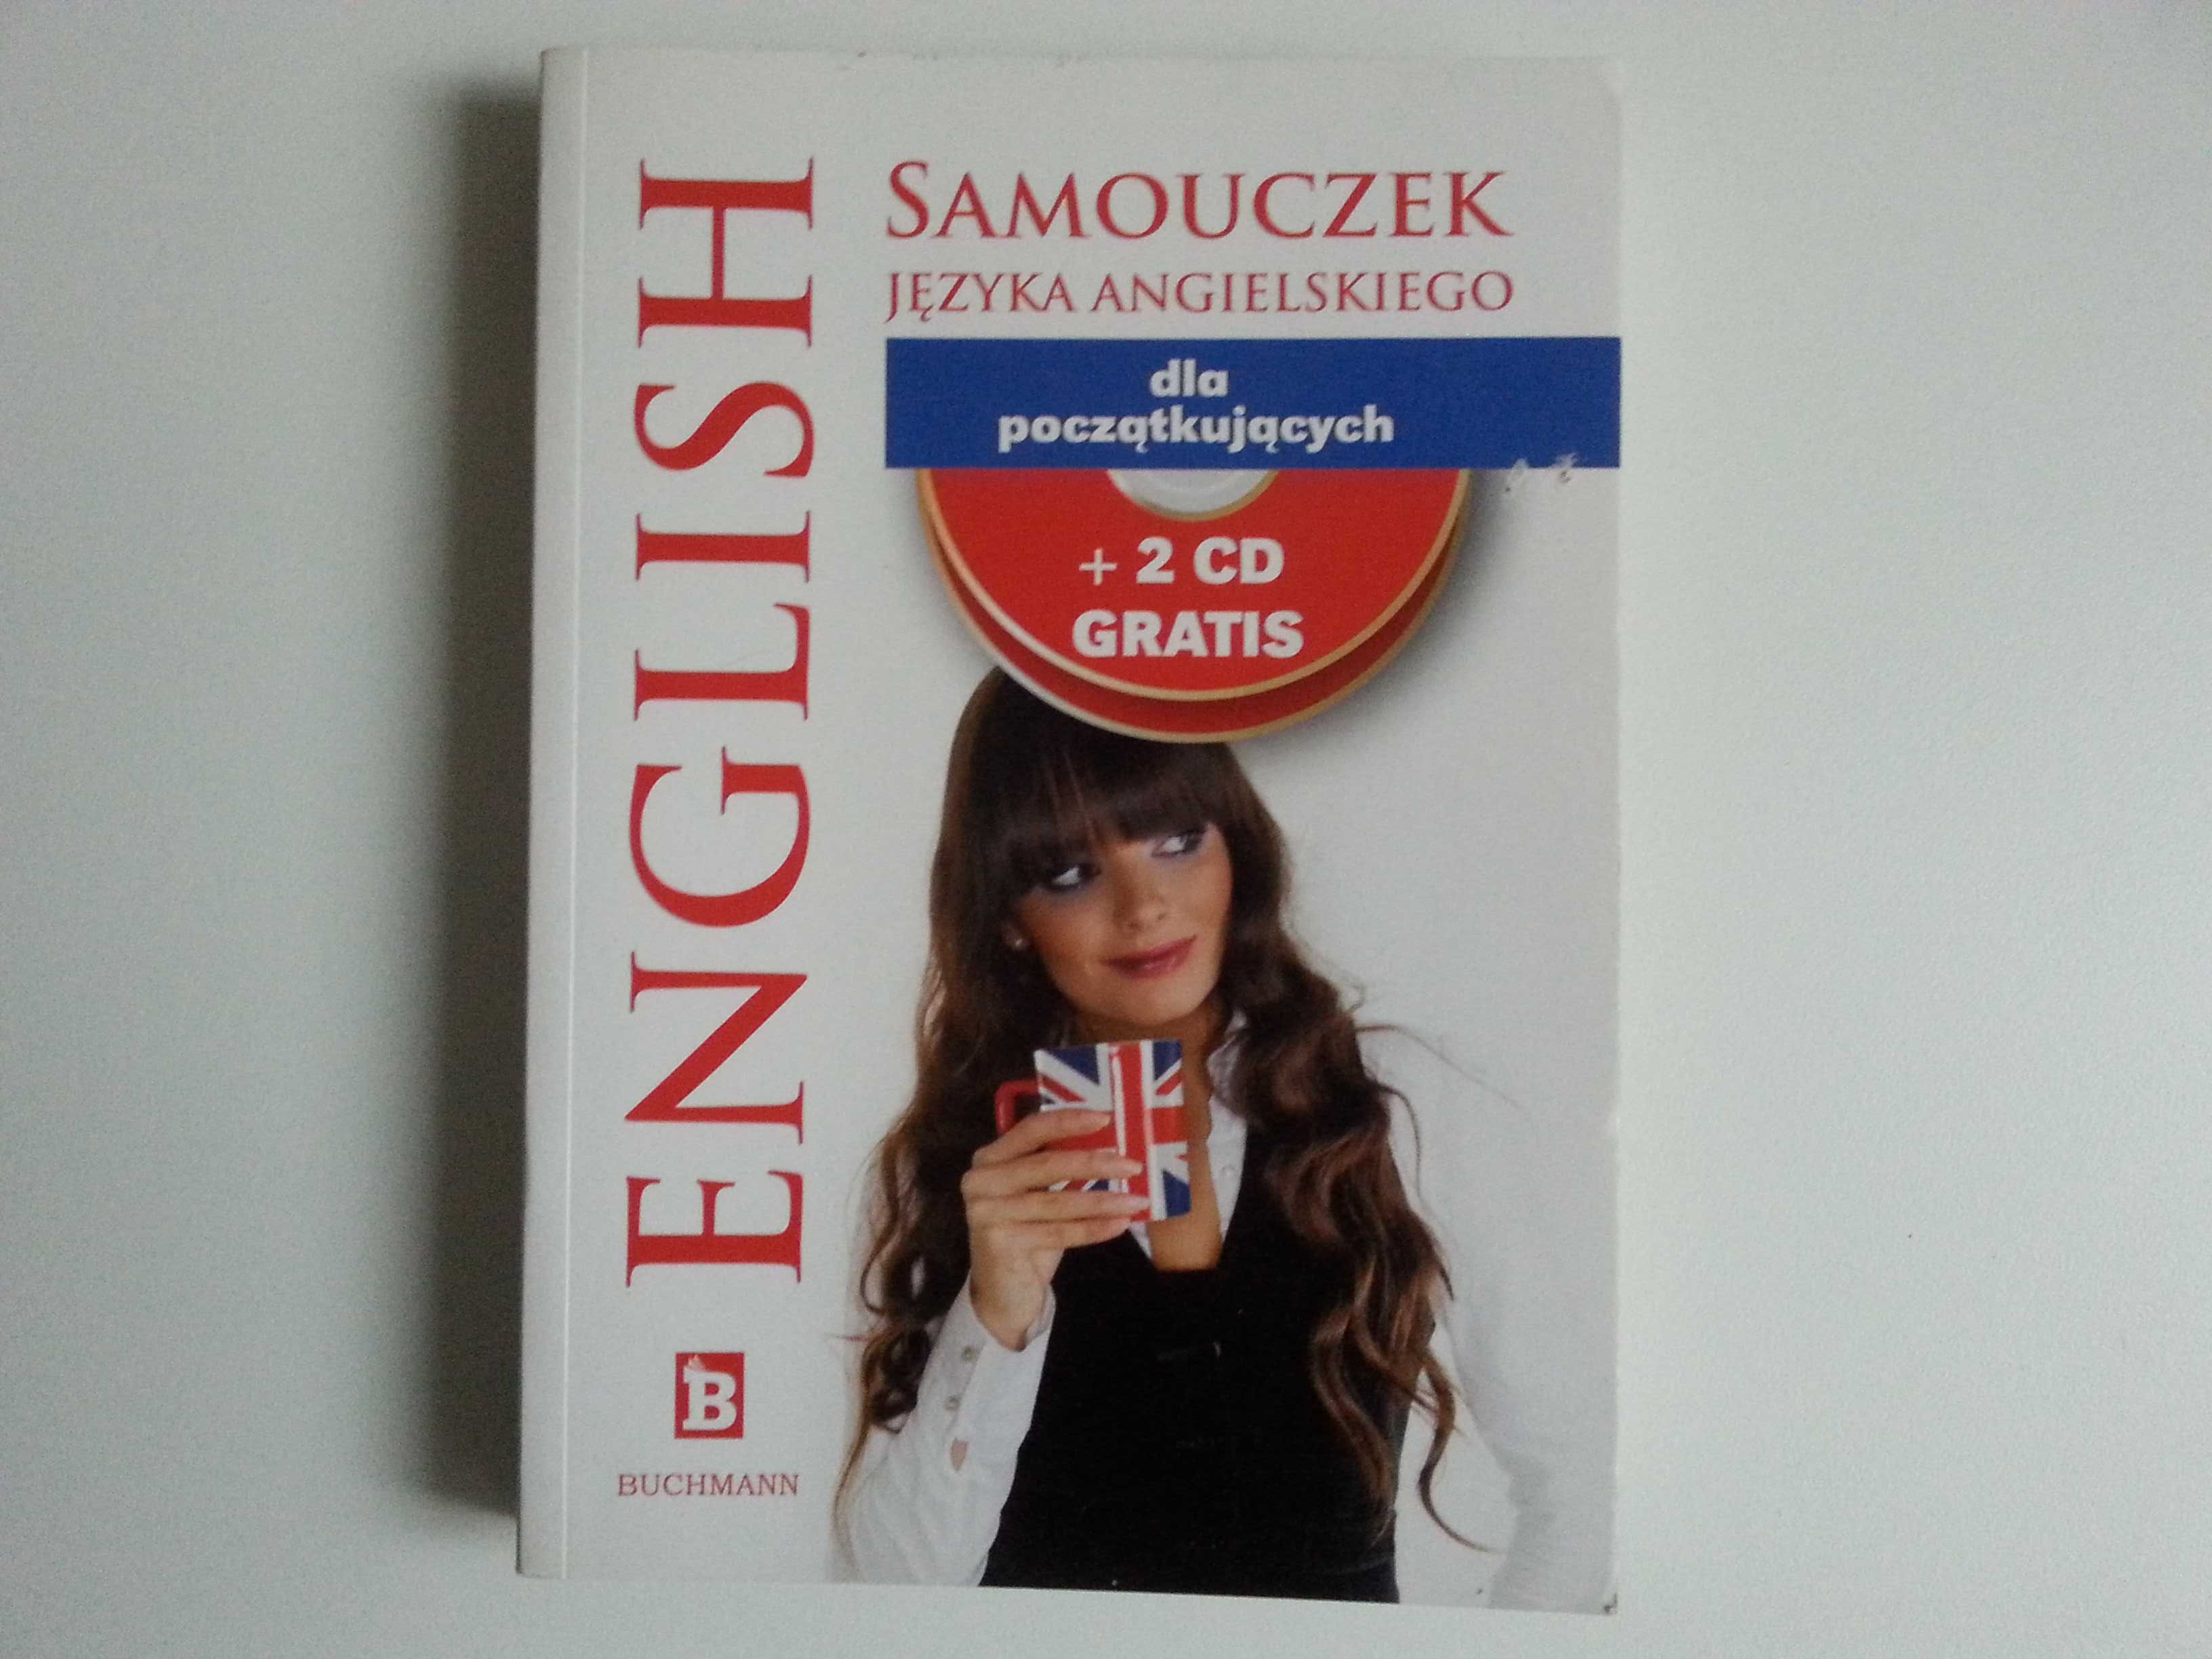 ENGLISH
SAMOUCZEK
JĘZYKA ANGIELSKIEGO
dla
początkujących
+ 2 CD
GRATIS
B
BUCHMANN